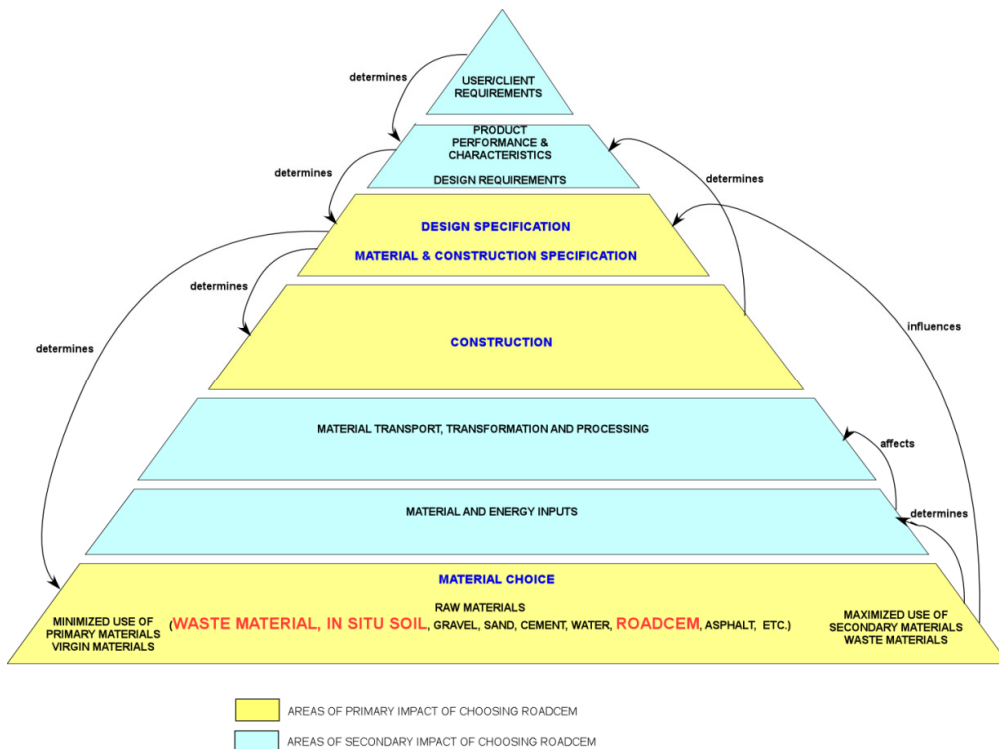 USER/CLIENT
REQUIREMENTS
determines
PRODUCT
PERFORMANCE &
CHARACTERISTICS
DESIGN REQUIREMENTS
determines
determines
DESIGN SPECIFICATION
MATERIAL & CONSTRUCTION SPECIFICATION
determines
influences
CONSTRUCTION
determines
MATERIAL TRANSPORT, TRANSFORMATION AND PROCESSING
affects
MATERIAL AND ENERGY INPUTS
determines
MATERIAL CHOICE
RAW MATERIALS
(WASTE MATERIAL, IN SITU SOIL, GRAVEL, SAND, CEMENT, WATER, ROADCEM, ASPHALT, ETC.)
MINIMIZED USE OF
PRIMARY MATERIALS
VIRGIN MATERIALS
MAXIMIZED USE OF
SECONDARY MATERIALS
WASTE MATERIALS
AREAS OF PRIMARY IMPACT OF CHOOSING ROADCEM
AREAS OF SECONDARY IMPACT OF CHOOSING ROADCEM